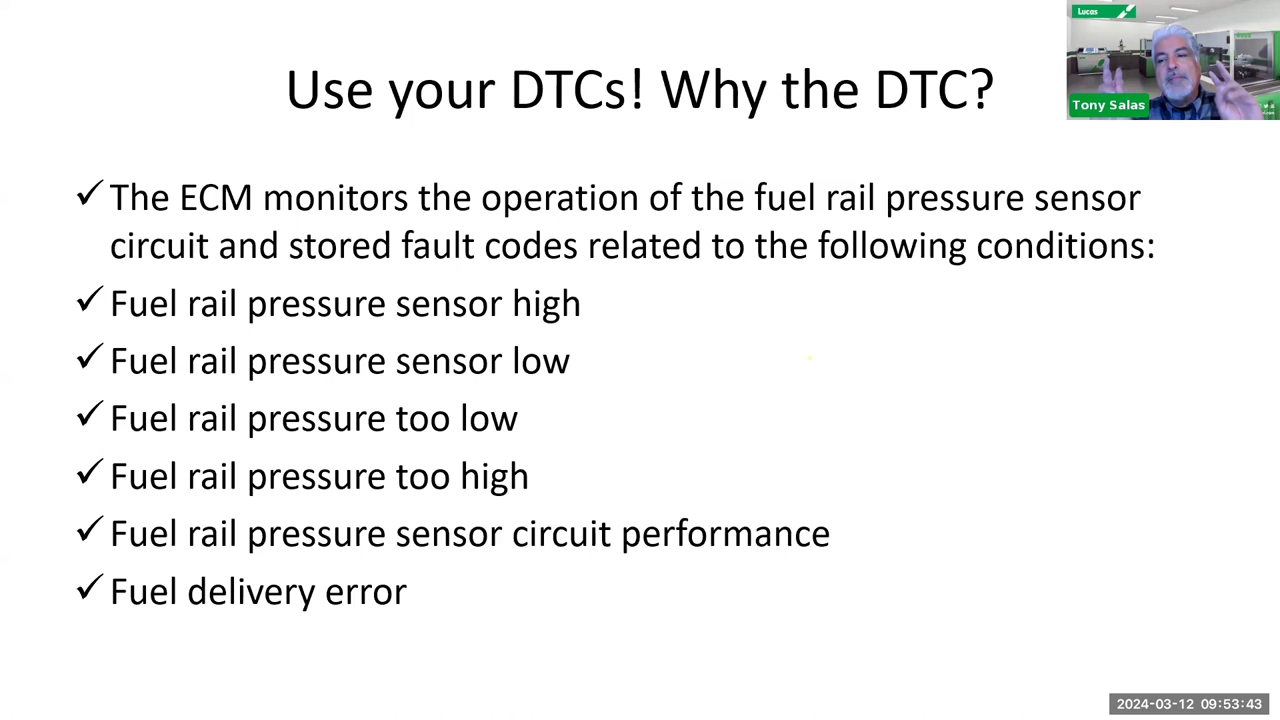 Lucas
Tony Salas
Use your DTCs! Why the DTC?
✓ The ECM monitors the operation of the fuel rail pressure sensor
circuit and stored fault codes related to the following conditions:
✓ Fuel rail pressure sensor high
✓ Fuel rail pressure sensor low
✓ Fuel rail pressure too low
✓ Fuel rail pressure too high
✓ Fuel rail pressure sensor circuit performance
✓ Fuel delivery error
2024-03-12 09:53:43